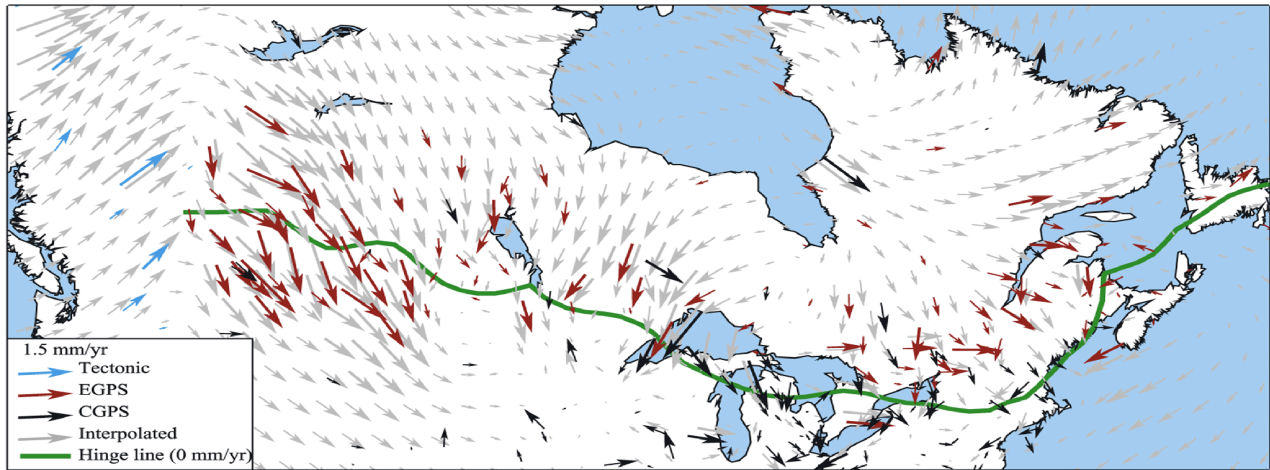 1.5 mm/yr
Tectonic
EGPS
CGPS
Interpolated
Hinge line (0 mm/yr)